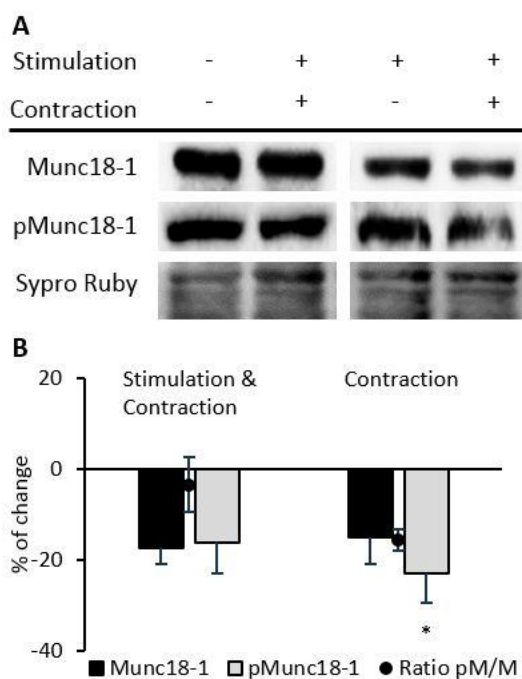 A
Stimulation - + + +
Contraction - + - +
Munc18-1
pMunc18-1
Sypro Ruby
B
Stimulation & Contraction
Contraction
% of change
20
0
-20
-40
*
Munc18-1 pMunc18-1 Ratio pM/M